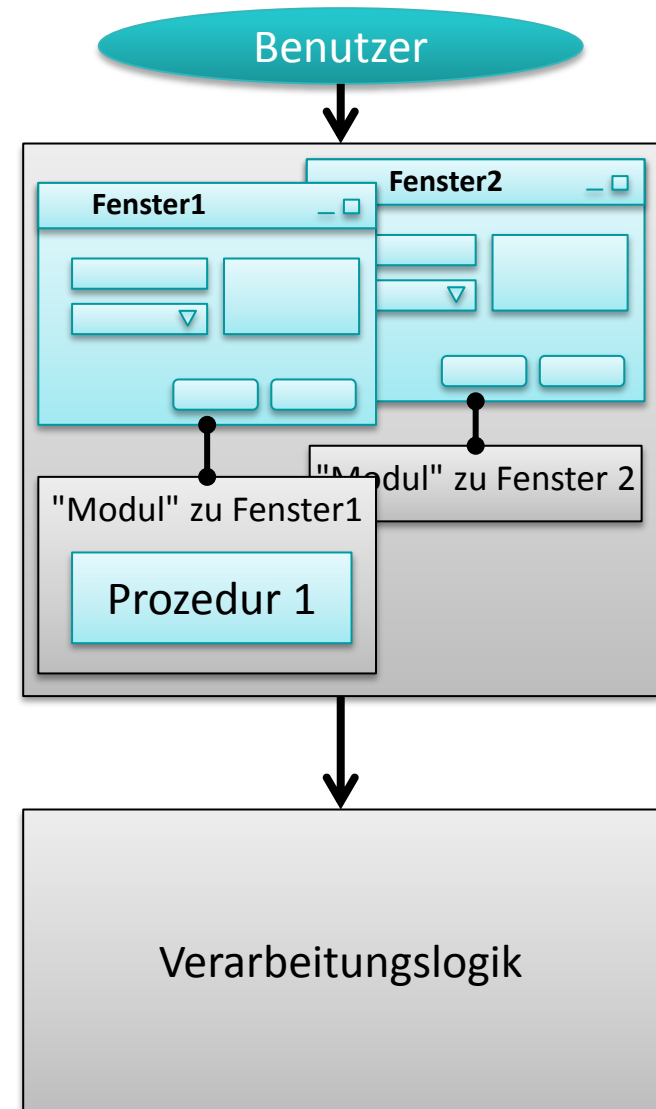 Benutzer
Fenster1
Fenster2
"Modul" zu Fenster 2
"Modul" zu Fenster1
Prozedur 1
Verarbeitungslogik